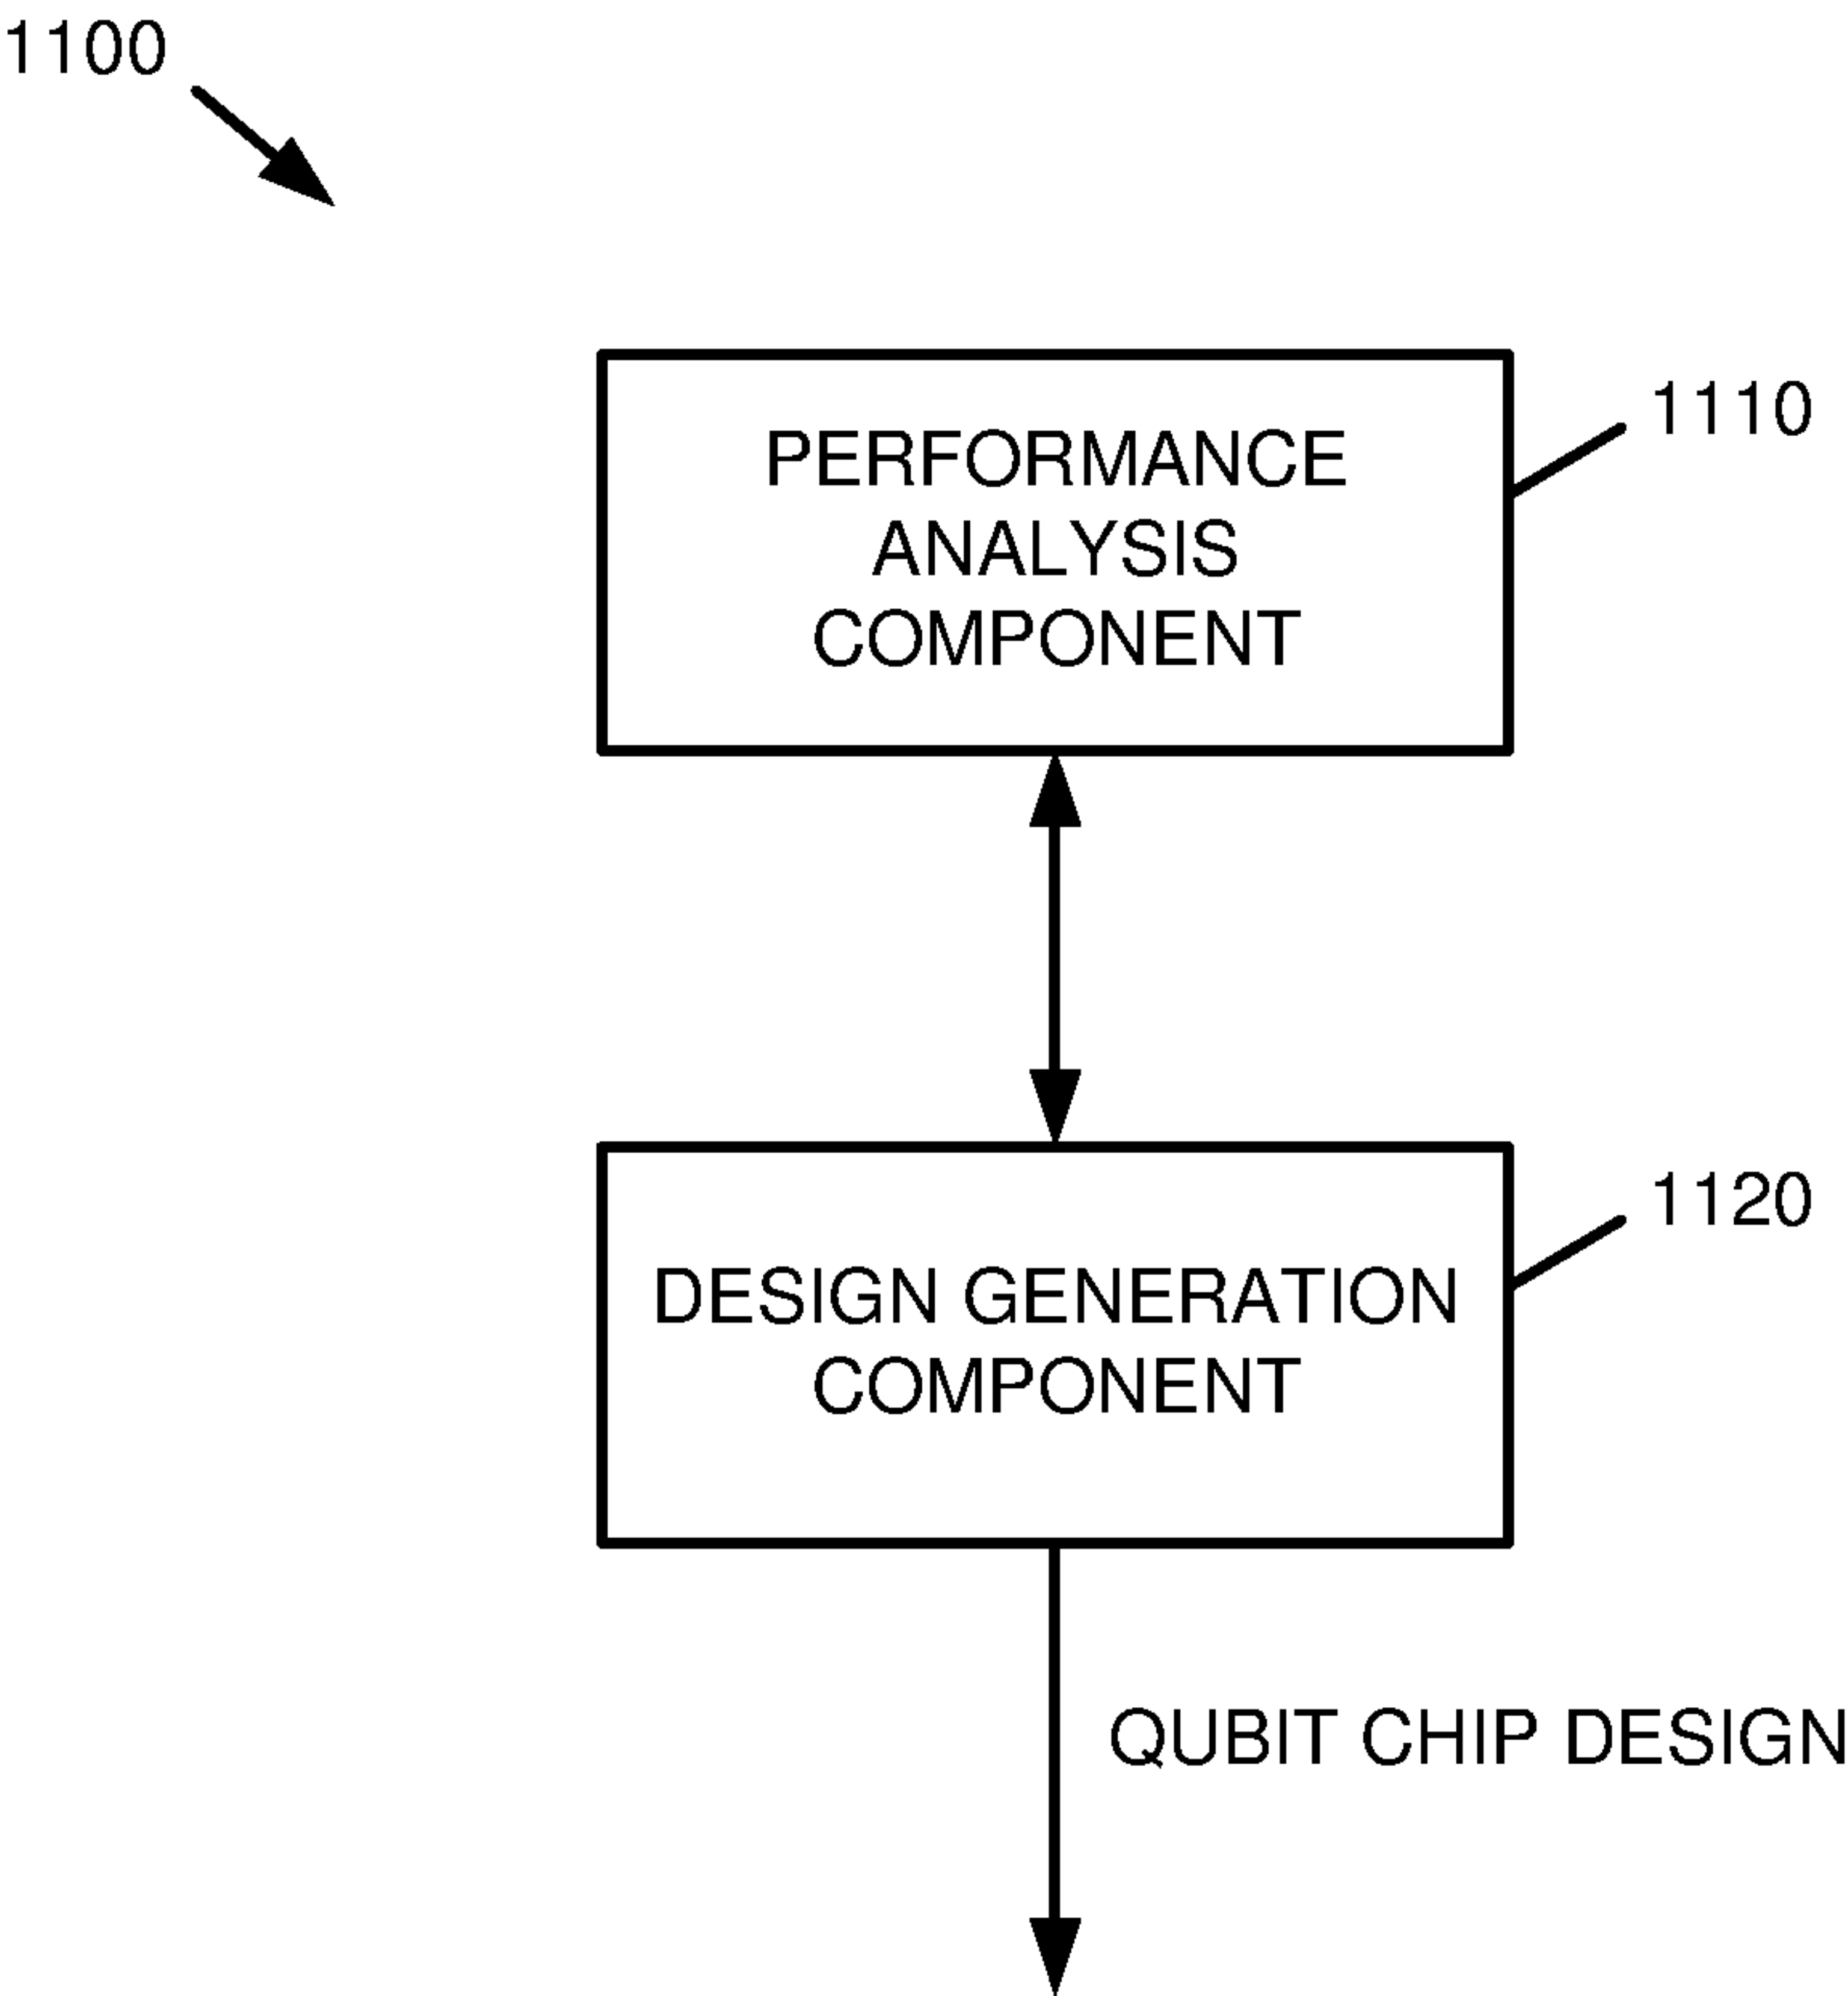 1100
PERFORMANCE
ANALYSIS
COMPONENT
1110
DESIGN GENERATION
COMPONENT
1120
QUBIT CHIP DESIGN